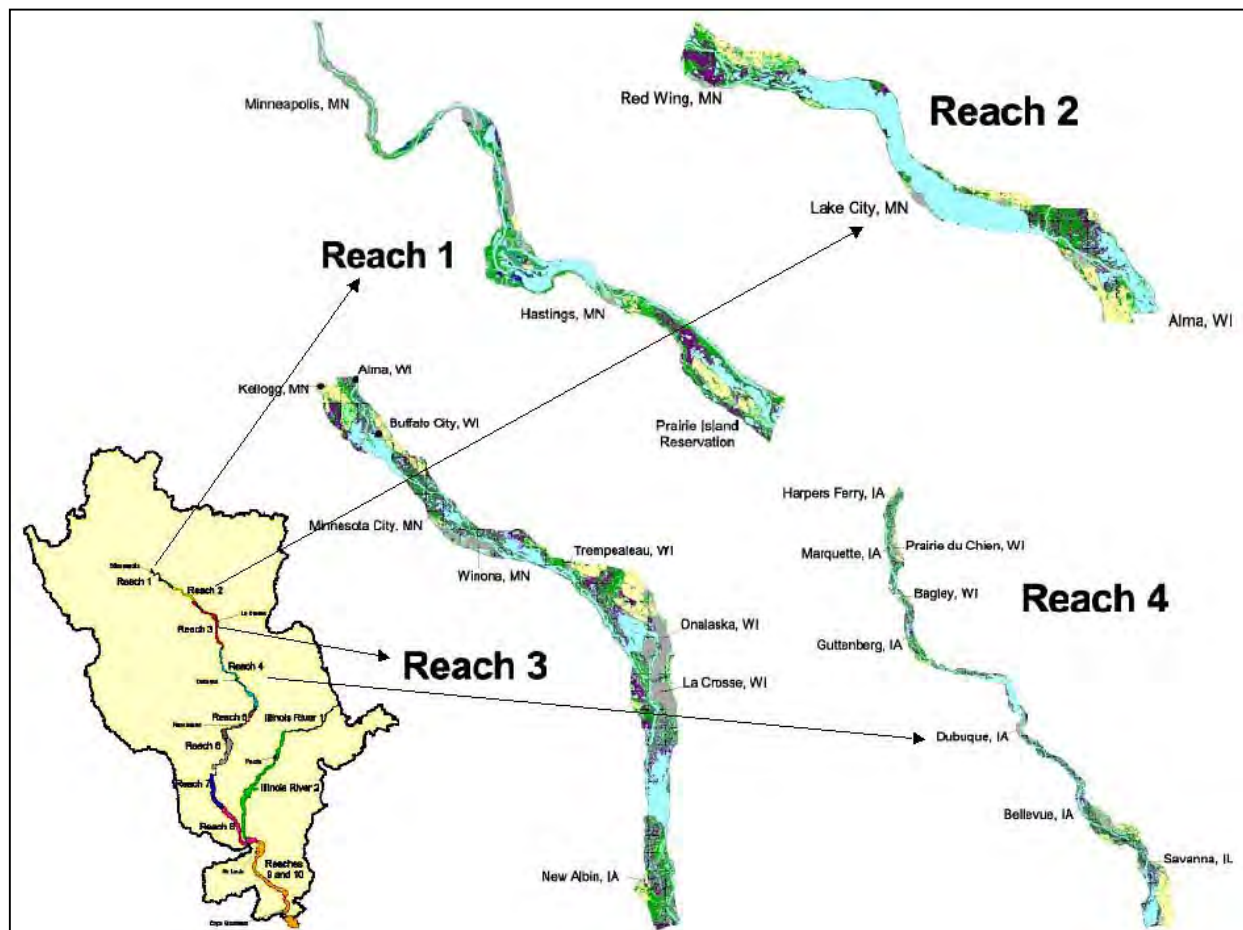 Minneapolis, MN
Reach 1
Hastings, MN
Prairie Island
Reservation
Red Wing, MN
Reach 2
Lake City, MN
Alma, WI
Kellogg, MN
Alma, WI
Buffalo City, WI
Minnesota City, MN
Winona, MN
Trempealeau, WI
Onalaska, WI
La Crosse, WI
Reach 3
New Albin, IA
Harpers Ferry, IA
Prairie du Chien, WI
Marquette, IA
Bagley, WI
Reach 4
Guttenberg, IA
Dubuque, IA
Bellevue, IA
Savanna, IL
Reach 1
Reach 2
Reach 3
Reach 4
Reach 5
Illinois River 1
Reach 6
Reach 7
Illinois River 2
Reach 8
Reaches
9 and 10